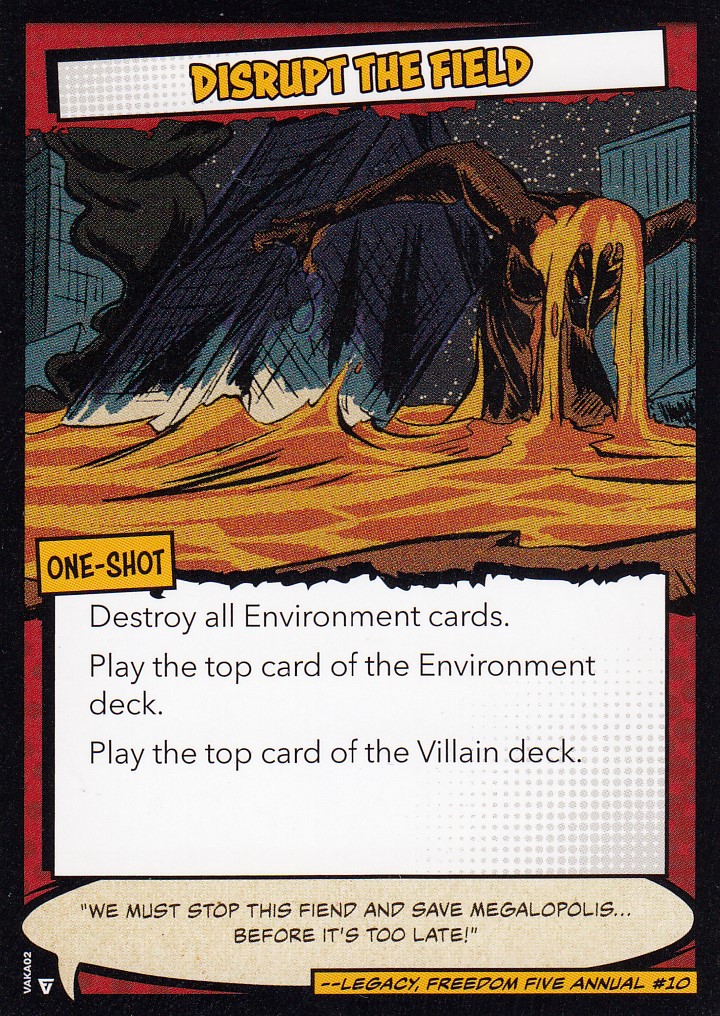 DISRUPT THE FIELD
ONE-SHOT
Destroy all Environment cards.
Play the top card of the Environment
deck.
Play the top card of the Villain deck.
"WE MUST STOP THIS FIEND AND SAVE MEGALOPOLIS...
BEFORE IT'S TOO LATE!"
--LEGACY, FREEDOM FIVE ANNUAL #10
VAKA02